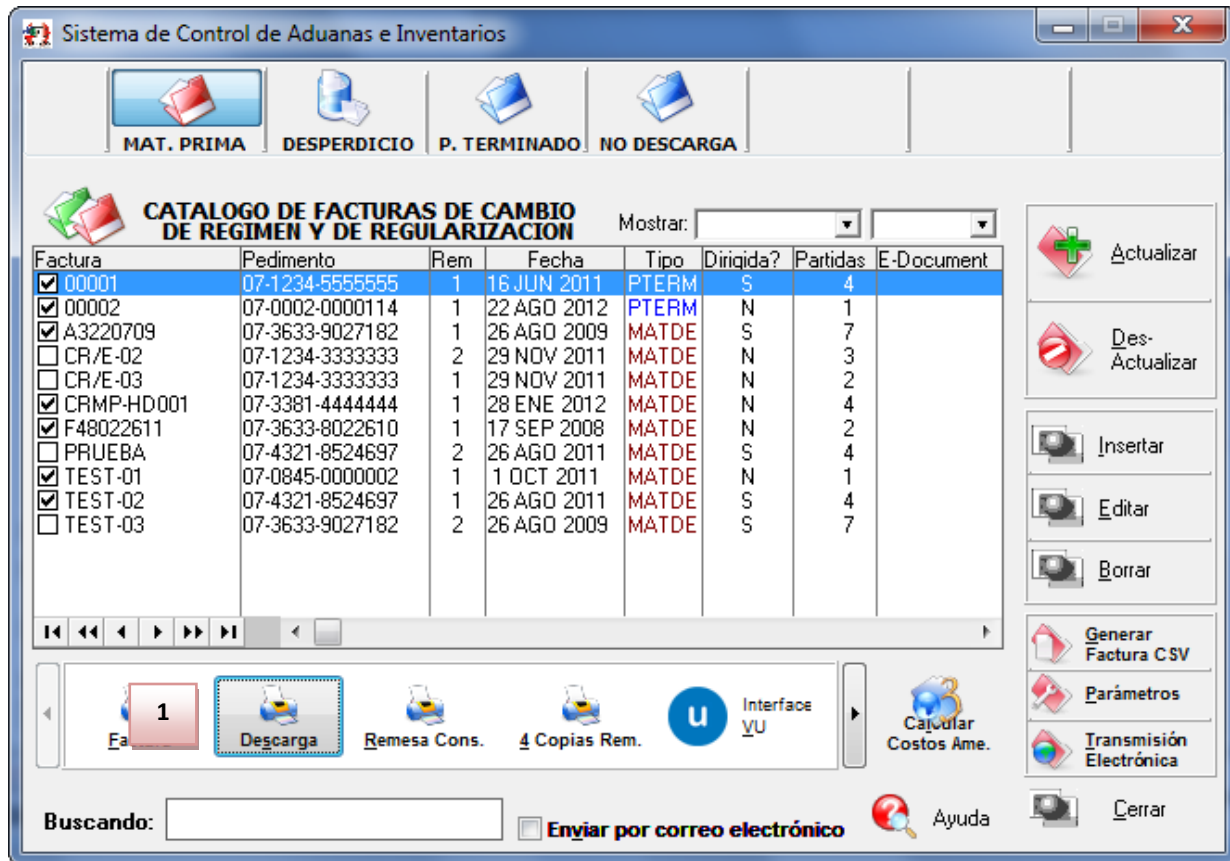 Sistema de Control de Aduanas e Inventarios
MAT. PRIMA DESPERDICIO P. TERMINADO NO DESCARGA
CATALOGO DE FACTURAS DE CAMBIO
DE REGIMEN Y DE REGULARIZACION
Mostrar:
Factura Pedimento Rem Fecha Tipo Dirigida? Partidas E-Document
00001 07-1234-5555555 1 16 JUN 2011 PTERM S 4
00002 07-0002-0000114 1 22 AGO 2012 PTERM N 1
A3220709 07-3633-9027182 1 26 AGO 2009 MATDE S 7
CR/E-02 07-1234-3333333 2 29 NOV 2011 MATDE N 3
CR/E-03 07-1234-3333333 1 29 NOV 2011 MATDE N 2
CRMP-HD001 07-3381-4444444 1 28 ENE 2012 MATDE N 4
F48022611 07-3633-8022610 1 17 SEP 2008 MATDE N 2
PRUEBA 07-4321-8524697 2 26 AGO 2011 MATDE S 4
TEST-01 07-0845-0000002 1 1 OCT 2011 MATDE N 1
TEST-02 07-4321-8524697 1 26 AGO 2011 MATDE S 4
TEST-03 07-3633-9027182 2 26 AGO 2009 MATDE S 7
Actualizar
Des-
Actualizar
Insertar
Editar
Borrar
Generar
Factura CSV
Parámetros
Transmisión
Electrónica
Cerrar
1
Descarga
Remesa Cons.
4 Copias Rem.
u
Interface
VU
Calcular
Costos Ame.
Buscando:
Enviar por correo electrónico
Ayuda